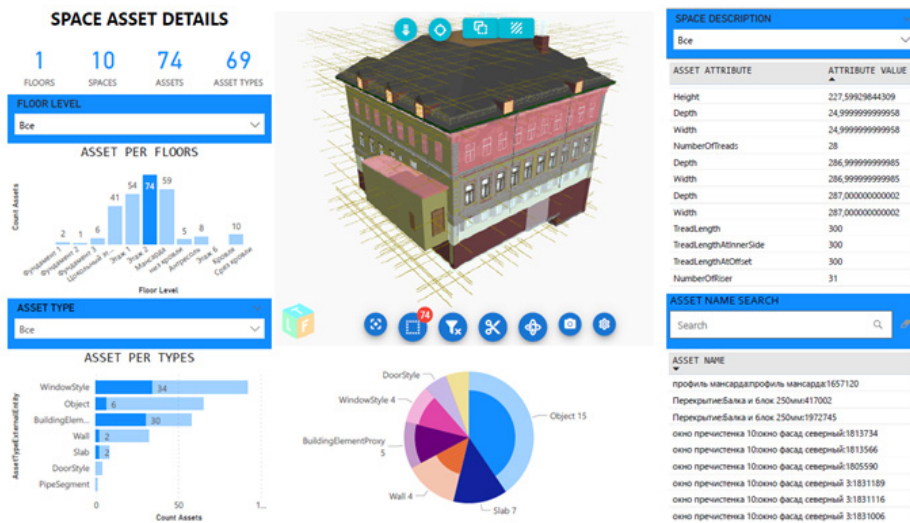 SPACE ASSET DETAILS
1 10 74 69
FLOORS SPACES ASSETS ASSET TYPES
FLOOR LEVEL
Все
ASSET PER FLOORS
Count Assets
2 1 6 41 54 74 59 5 8 10
Фундамент 1
Фундамент 2
Фундамент 3
Цокольный эт...
Этаж 1
Этаж 2
Мансарда
низ кровли
Антресоль
Этаж 6
Кровля
Срез кровли
Floor Level
ASSET TYPE
Все
ASSET PER TYPES
AssetTypeExternalEntity
WindowStyle 34
Object 6
BuildingElem... 30
Wall 2
Slab 2
DoorStyle
PipeSegment
0 50 1...
Count Assets
74
L F
DoorStyle
WindowStyle 4
BuildingElementProxy
5
Wall 4
Slab 7
Object 15
SPACE DESCRIPTION
Все
ASSET ATTRIBUTE ATTRIBUTE VALUE
Height 227,59929844309
Depth 24,9999999999958
Width 24,9999999999958
NumberOfTreads 28
Depth 286,999999999985
Width 286,999999999985
Depth 287,000000000002
Width 287,000000000002
TreadLength 300
TreadLengthAtInnerSide 300
TreadLengthAtOffset 300
NumberOfRiser 31
ASSET NAME SEARCH
Search
ASSET NAME
профиль мансарда:профиль мансарда:1657120
Перекрытие:Балка и блок 250мм:417002
Перекрытие:Балка и блок 250мм:1972745
окно пречистенка 10:окно фасад северный:1813734
окно пречистенка 10:окно фасад северный:1813566
окно пречистенка 10:окно фасад северный:1805590
окно пречистенка 10:окно фасад северный 3:1831189
окно пречистенка 10:окно фасад северный 3:1831116
окно пречистенка 10:окно фасад северный 3:1831006